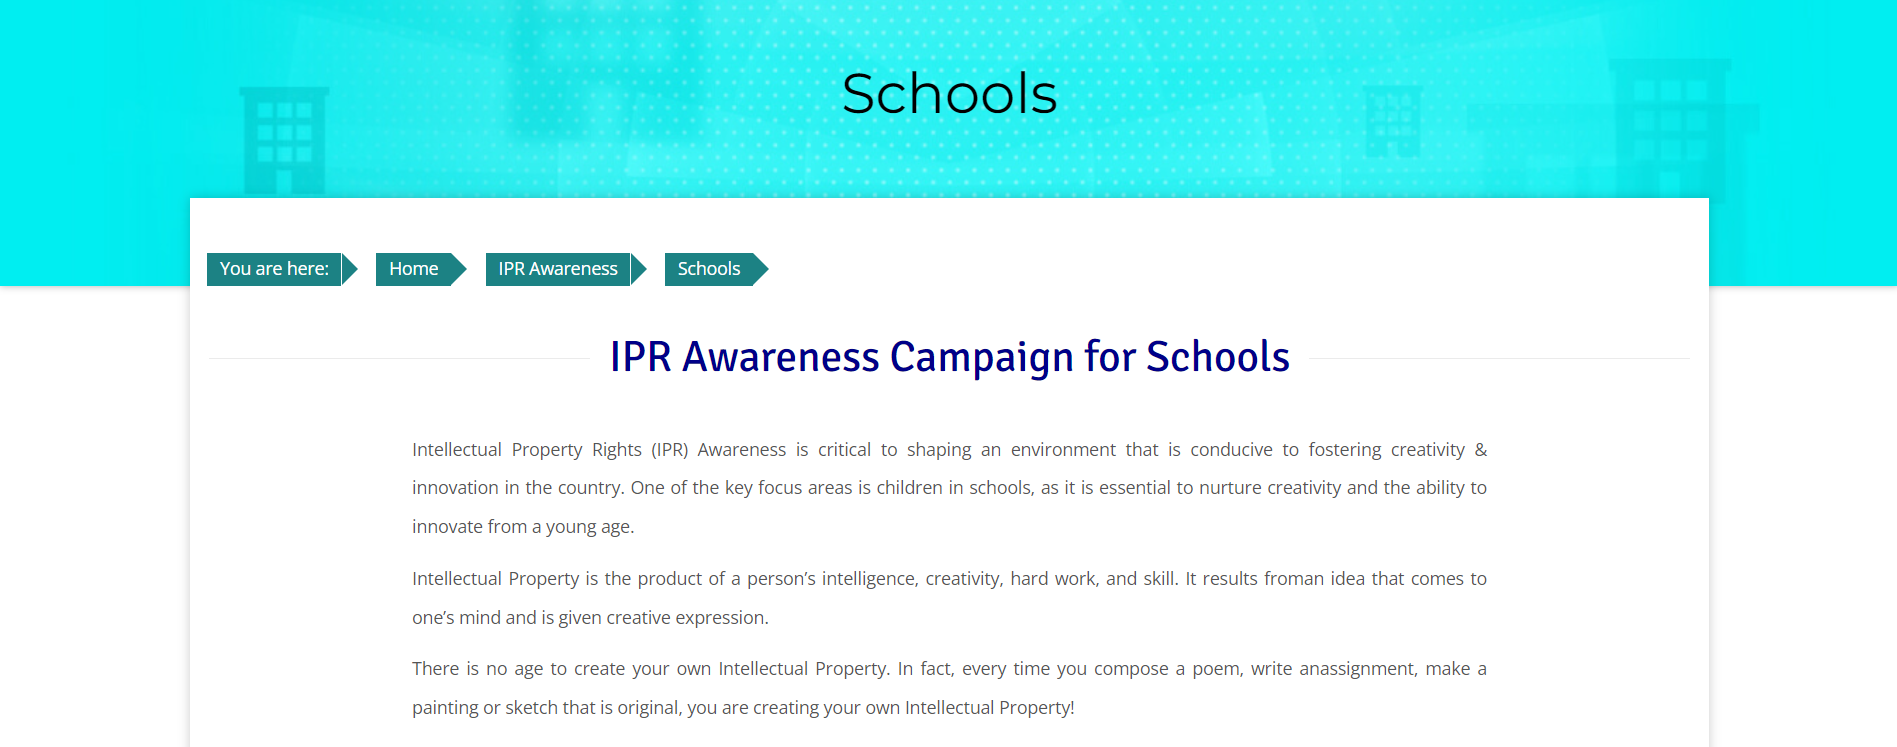 Schools
You are here: Home IPR Awareness Schools
IPR Awareness Campaign for Schools
Intellectual Property Rights (IPR) Awareness is critical to shaping an environment that is conducive to fostering creativity &
innovation in the country. One of the key focus areas is children in schools, as it is essential to nurture creativity and the ability to
innovate from a young age.
Intellectual Property is the product of a person’s intelligence, creativity, hard work, and skill. It results froman idea that comes to
one’s mind and is given creative expression.
There is no age to create your own Intellectual Property. In fact, every time you compose a poem, write anassignment, make a
painting or sketch that is original, you are creating your own Intellectual Property!